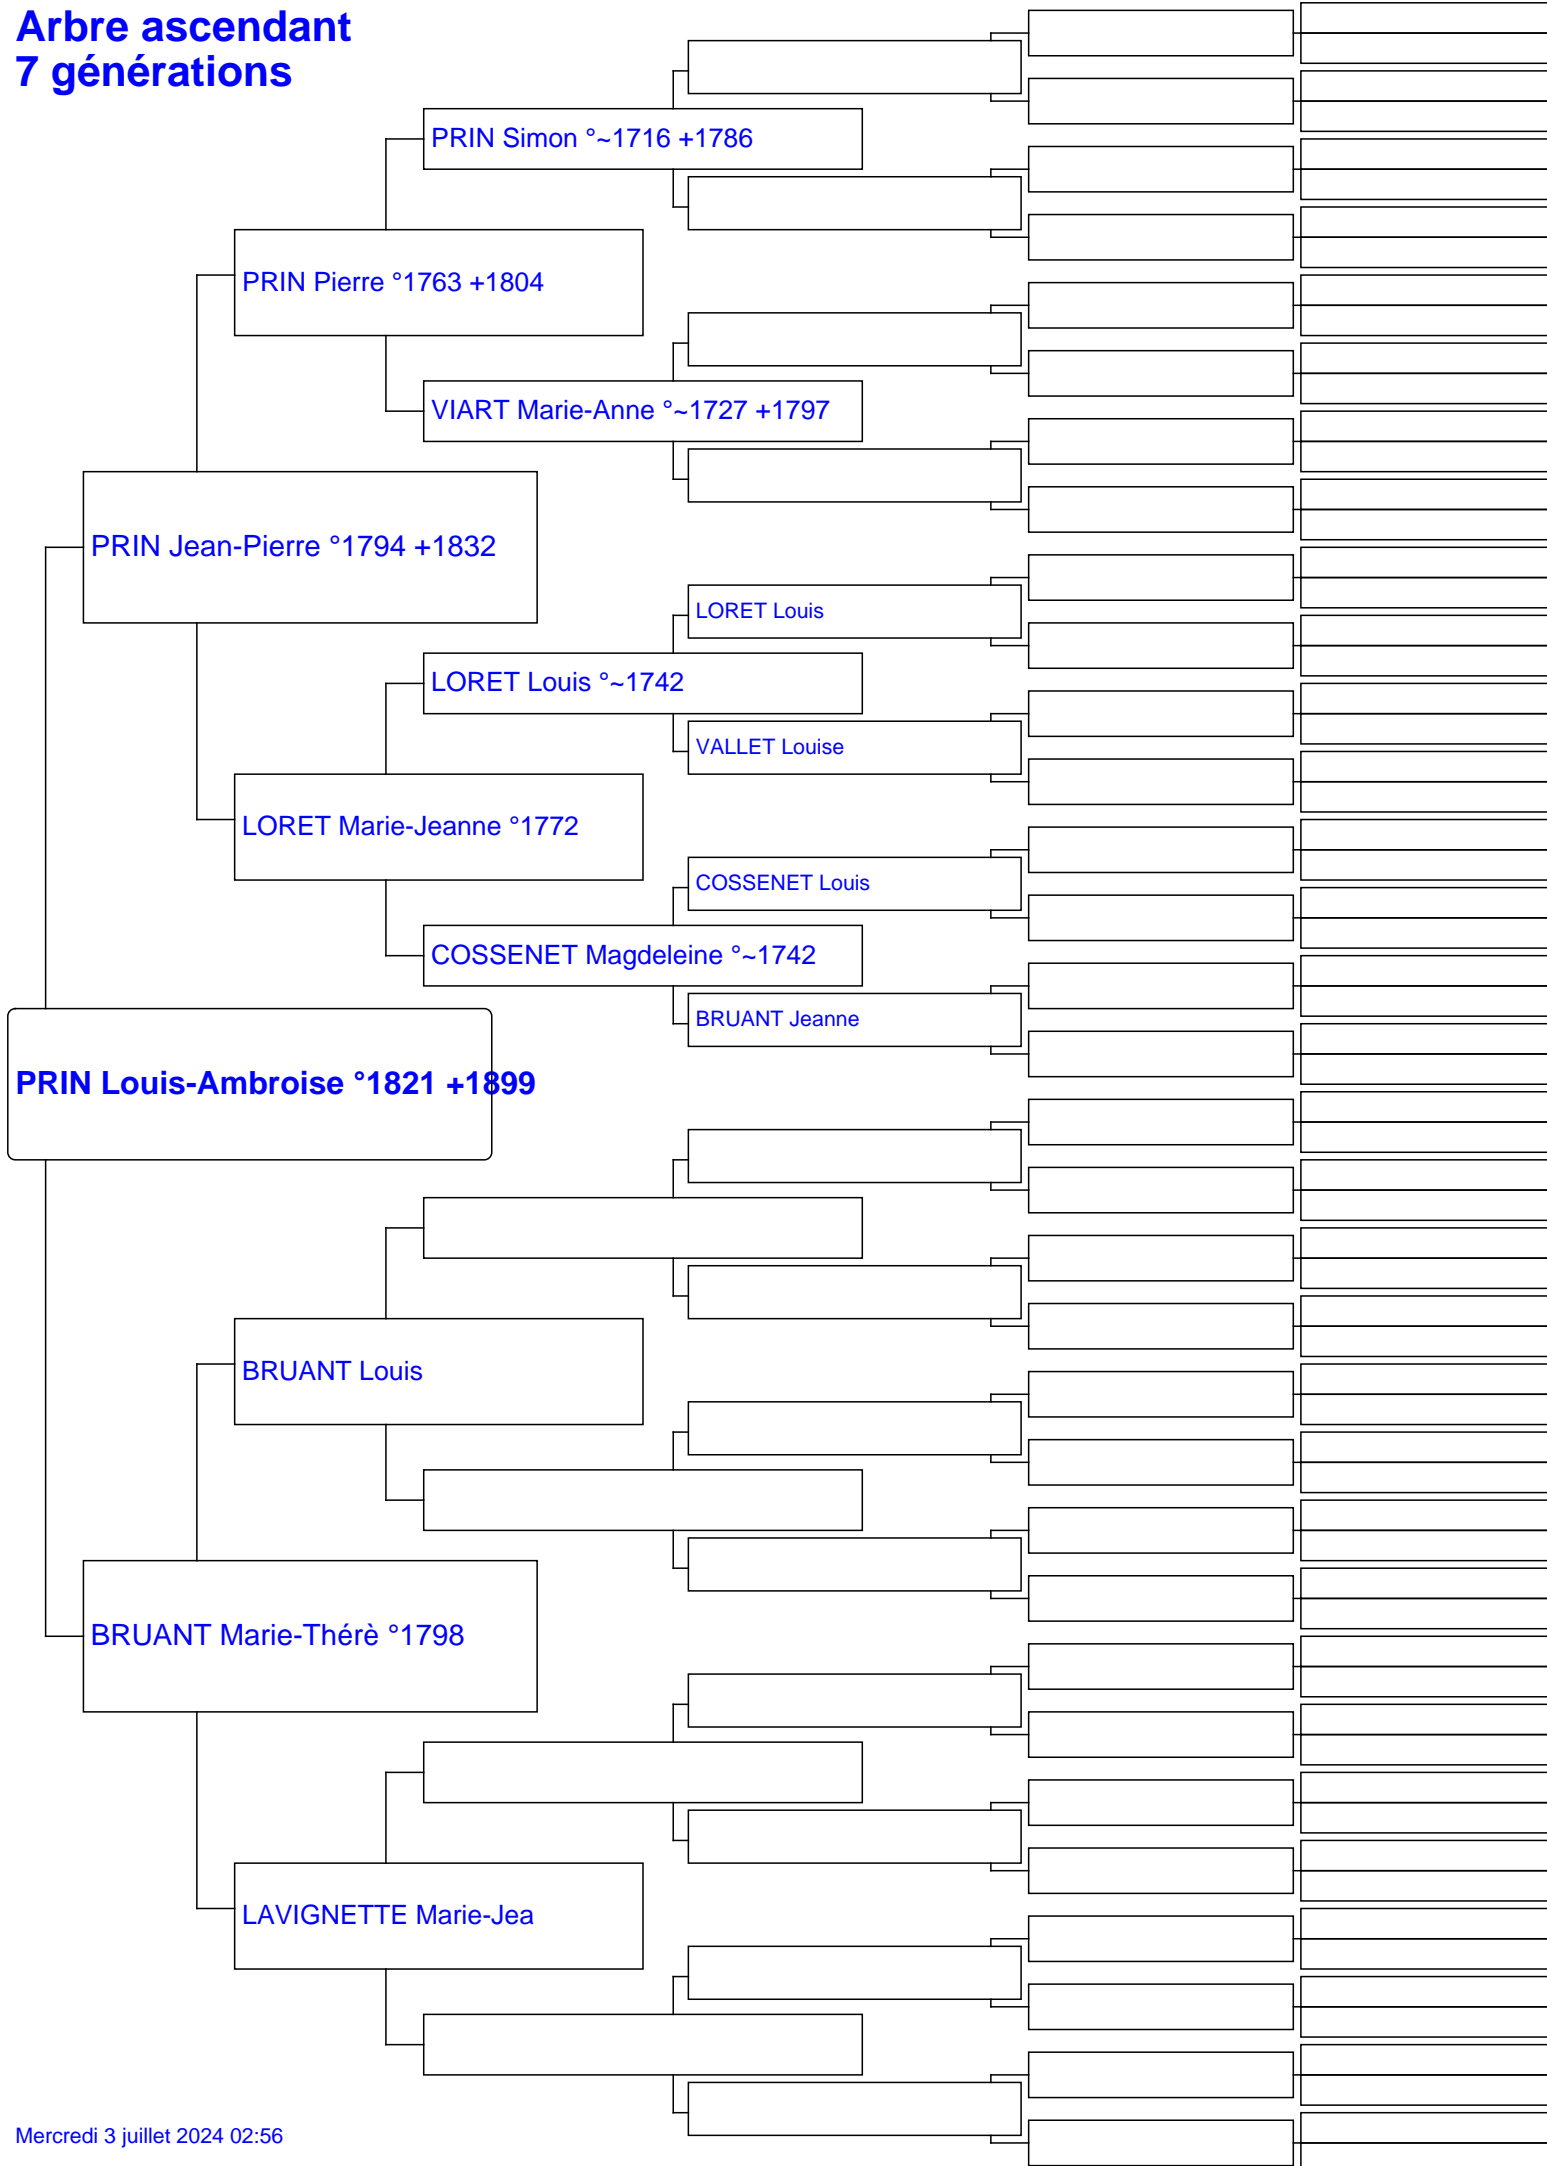 Arbre ascendant
7 générations
PRIN Simon °~1716 +1786
PRIN Pierre °1763 +1804
VIART Marie-Anne °~1727 +1797
PRIN Jean-Pierre °1794 +1832
LORET Louis
LORET Louis °~1742
VALLET Louise
LORET Marie-Jeanne °1772
COSSENET Louis
COSSENET Magdeleine °~1742
BRUANT Jeanne
PRIN Louis-Ambroise °1821 +1899
BRUANT Louis
BRUANT Marie-Thérè °1798
LAVIGNETTE Marie-Jea
Mercredi 3 juillet 2024 02:56